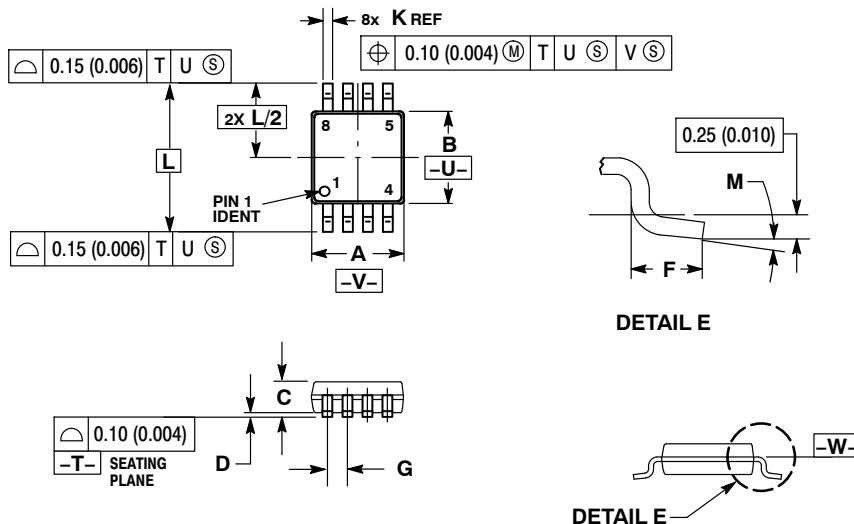 8x K REF
⌖ 0.10 (0.004) Ⓜ T U Ⓢ V Ⓢ
⌓ 0.15 (0.006) T U Ⓢ
2X L/2
L
8 5
B
–U–
1 4
PIN 1
IDENT
⌓ 0.15 (0.006) T U Ⓢ
A
–V–
0.25 (0.010)
M
F
DETAIL E
C
⌓ 0.10 (0.004)
–T– SEATING
PLANE
D
G
–W–
DETAIL E